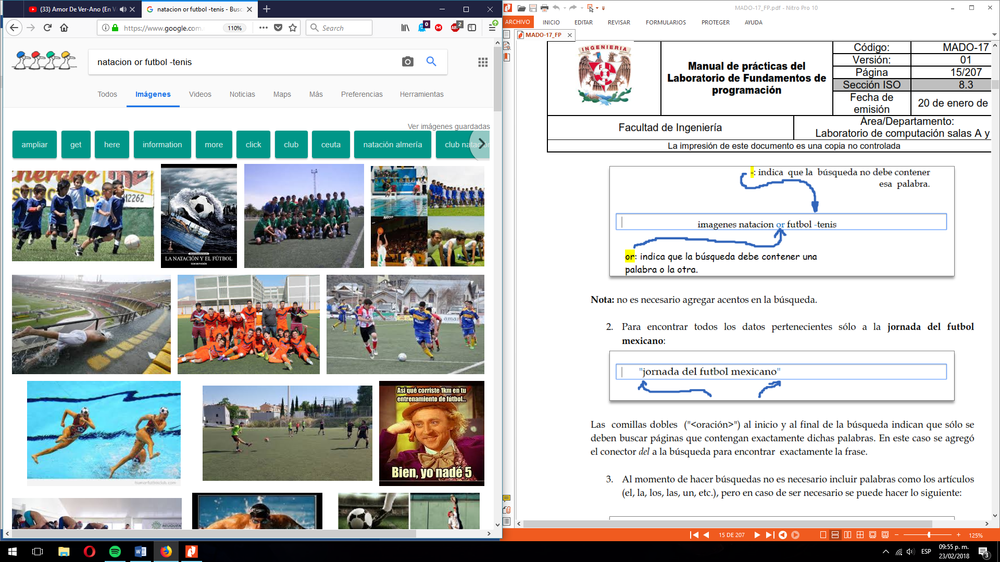 (33) Amor De Ver-Ano (En Vi
natacion or futbol -tenis - Busc
https://www.google.com.
110%
Search
0
2
natacion or futbol -tenis
Todos
Imágenes
Videos
Noticias
Maps
Más
Preferencias
Herramientas
Ver imágenes guardadas
ampliar
get
here
information
more
click
club
ceuta
natación almería
club natación
12262
LA NATACIÓN Y EL FÚTBOL
SON MI PASIÓN
Así qué corriste 1km en tu
entrenamiento de fútbol...
Bien, yo nadé 5
humorfutbolclub.com
NEUQUEN
MADO-17_FP.pdf - Nitro Pro 10
ARCHIVO
INICIO
EDITAR
REVISAR
FORMULARIOS
PROTEGER
AYUDA
MADO-17_FP
INGENIERIA
F I
Manual de prácticas del
Laboratorio de Fundamentos de
programación
Código:
MADO-17
Versión:
01
Página
15/207
Sección ISO
8.3
Fecha de
emisión
20 de enero de
Facultad de Ingeniería
Área/Departamento:
Laboratorio de computación salas A y
La impresión de este documento es una copia no controlada
-: indica que la búsqueda no debe contener
esa palabra.
imagenes natacion or futbol -tenis
or: indica que la búsqueda debe contener una
palabra o la otra.
Nota: no es necesario agregar acentos en la búsqueda.
2. Para encontrar todos los datos pertenecientes sólo a la jornada del futbol
mexicano:
"jornada del futbol mexicano"
Las comillas dobles ("<oración>") al inicio y al final de la búsqueda indican que sólo se
deben buscar páginas que contengan exactamente dichas palabras. En este caso se agregó
el conector del a la búsqueda para encontrar exactamente la frase.
3. Al momento de hacer búsquedas no es necesario incluir palabras como los artículos
(el, la, los, las, un, etc.), pero en caso de ser necesario se puede hacer lo siguiente:
15 DE 207
125%
ESP
09:55 p. m.
23/02/2018
3